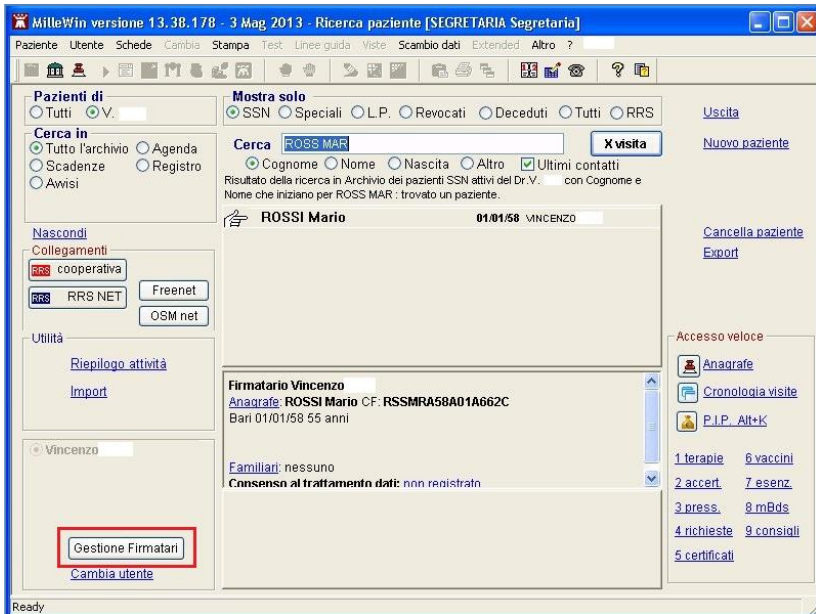 MilleWin versione 13.38.178 - 3 Mag 2013 - Ricerca paziente [SEGRETARIA Segretaria]
Paziente Utente Schede Cambia Stampa Test Linee guida Viste Scambio dati Extended Altro ?
Pazienti di
Tutti V.
Cerca in
Tutto l'archivio Agenda
Scadenze Registro
Avvisi
Nascondi
Collegamenti
RRS cooperativa
RRS RRS NET
Freenet
OSM net
Utilità
Riepilogo attività
Import
Vincenzo
Gestione Firmatari
Cambia utente
Mostra solo
SSN Speciali L.P. Revocati Deceduti Tutti RRS
Cerca ROSS MAR X visita
Cognome Nome Nascita Altro Ultimi contatti
Risultato della ricerca in Archivio dei pazienti SSN attivi del Dr.V. con Cognome e
Nome che iniziano per ROSS MAR : trovato un paziente.
ROSSI Mario 01/01/58 VINCENZO
Firmatario Vincenzo
Anagrafe: ROSSI Mario CF: RSSMRA58A01A662C
Bari 01/01/58 55 anni
Familiari: nessuno
Consenso al trattamento dati: non registrato
Uscita
Nuovo paziente
Cancella paziente
Export
Accesso veloce
Anagrafe
Cronologia visite
P.I.P. Alt+K
1 terapie 6 vaccini
2 accert. 7 esenz.
3 press. 8 mBds
4 richieste 9 consigli
5 certificati
Ready